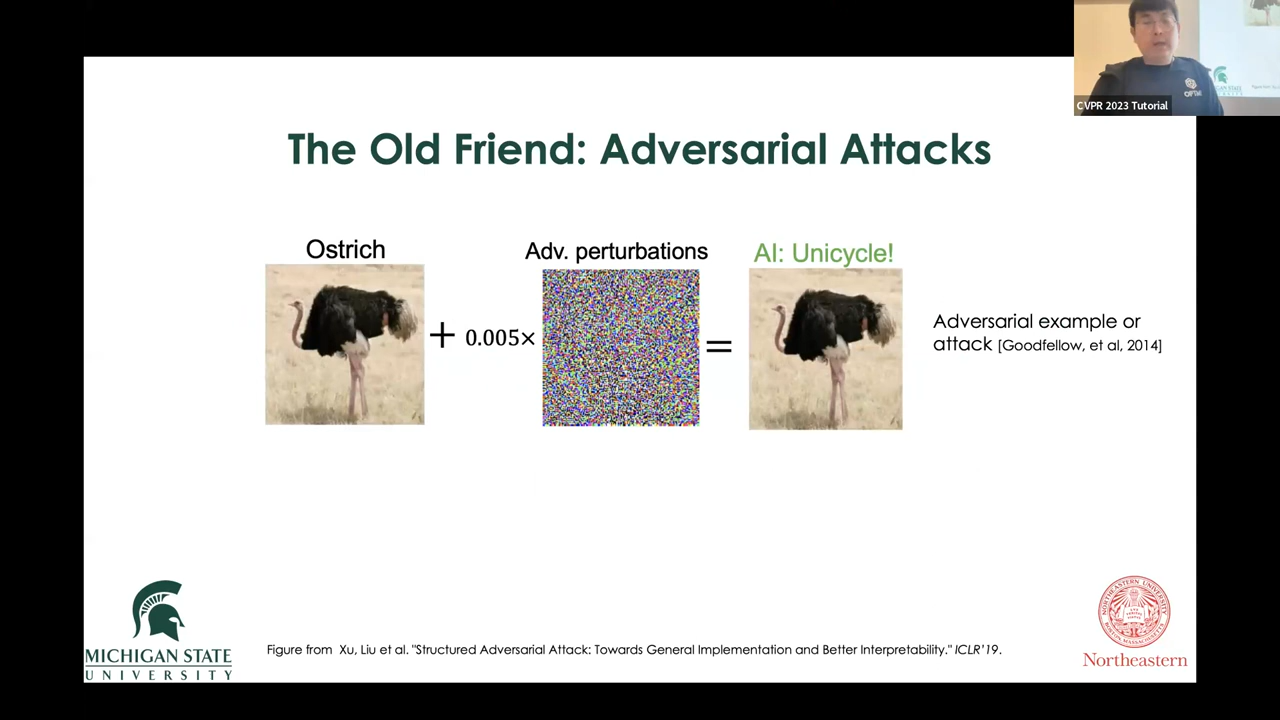 CVPR 2023 Tutorial
The Old Friend: Adversarial Attacks
Ostrich
Adv. perturbations
AI: Unicycle!
+ 0.005×
=
Adversarial example or
attack [Goodfellow, et al, 2014]
MICHIGAN STATE
UNIVERSITY
Figure from Xu, Liu et al. "Structured Adversarial Attack: Towards General Implementation and Better Interpretability." ICLR'19.
Northeastern